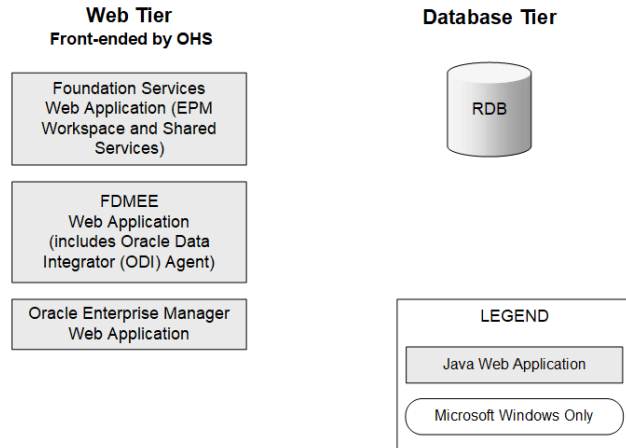 Web Tier
Front-ended by OHS
Foundation Services
Web Application (EPM
Workspace and Shared
Services)
FDMEE
Web Application
(includes Oracle Data
Integrator (ODI) Agent)
Oracle Enterprise Manager
Web Application
Database Tier
RDB
LEGEND
Java Web Application
Microsoft Windows Only